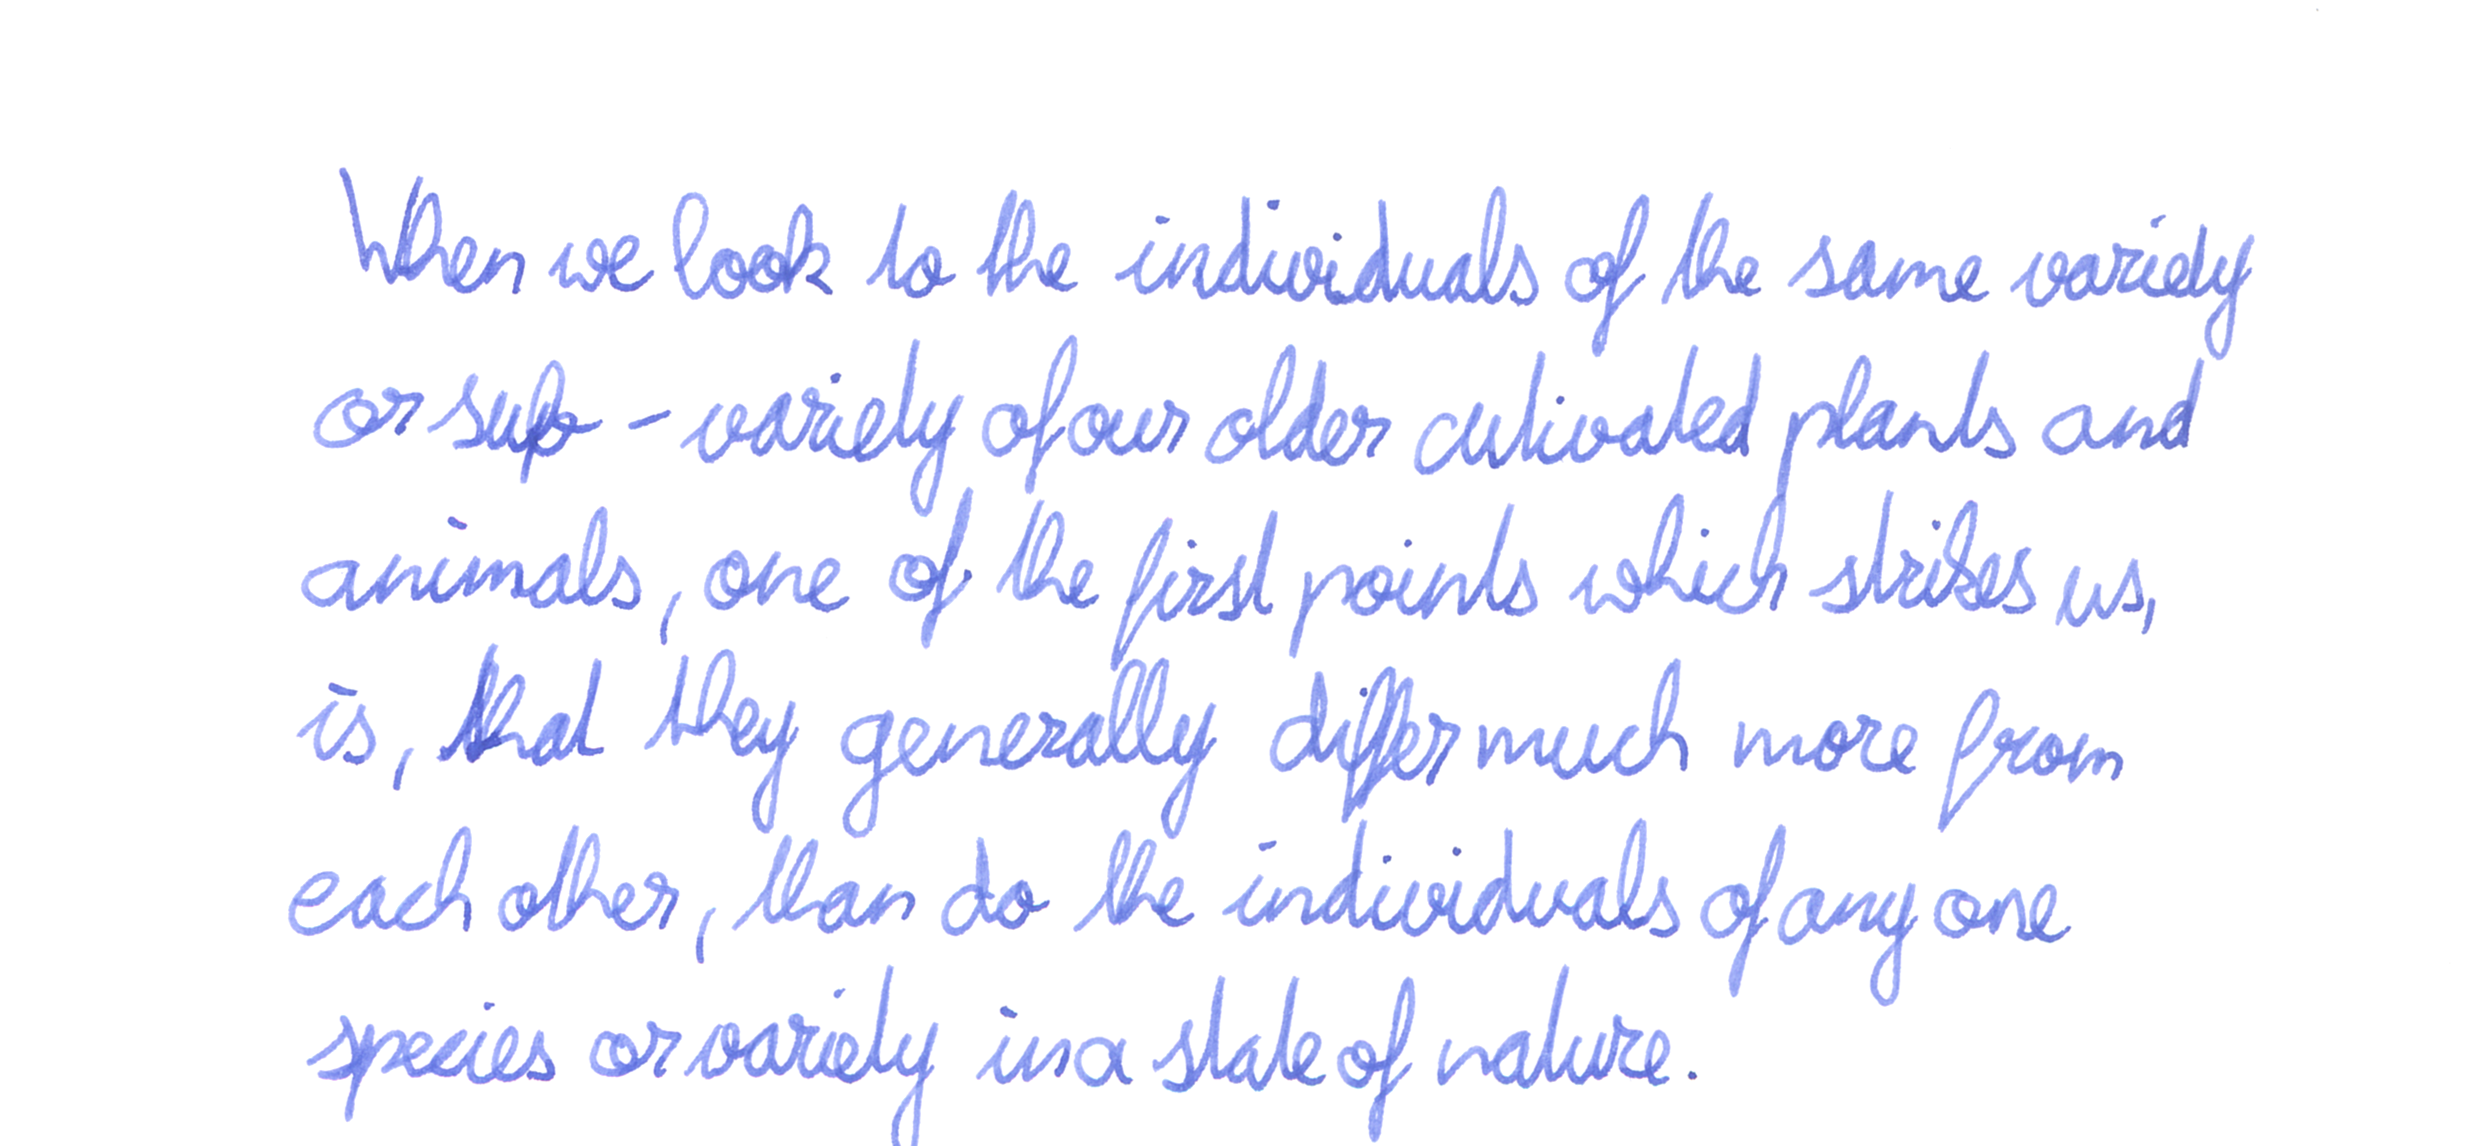 When we look to the individuals of the same variety
or sub-variety of our older cultivated plants and
animals, one of the first points which strikes us,
is, that they generally differ much more from
each other, than do the individuals of any one
species or variety in a state of nature.